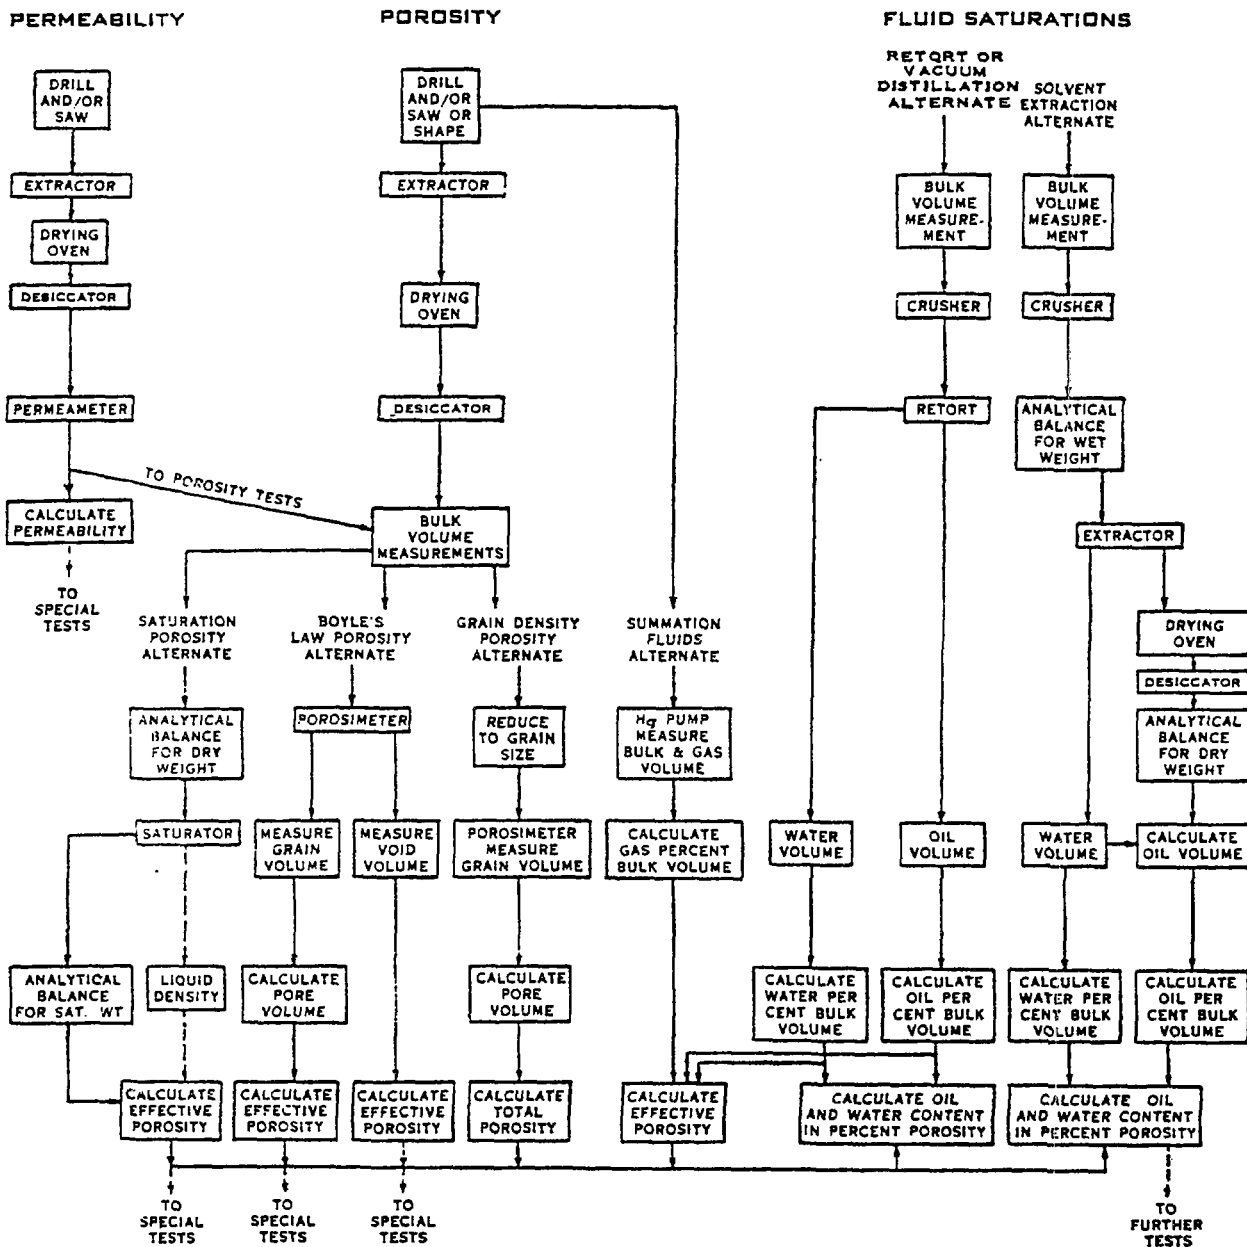 PERMEABILITY
POROSITY
FLUID SATURATIONS
DRILL
AND/OR
SAW
EXTRACTOR
DRYING
OVEN
DESICCATOR
PERMEAMETER
TO POROSITY TESTS
CALCULATE
PERMEABILITY
TO
SPECIAL
TESTS
DRILL
AND/OR
SAW OR
SHAPE
EXTRACTOR
DRYING
OVEN
DESICCATOR
BULK
VOLUME
MEASUREMENTS
SATURATION
POROSITY
ALTERNATE
ANALYTICAL
BALANCE
FOR DRY
WEIGHT
SATURATOR
ANALYTICAL
BALANCE
FOR SAT. WT
LIQUID
DENSITY
CALCULATE
EFFECTIVE
POROSITY
TO
SPECIAL
TESTS
BOYLE'S
LAW POROSITY
ALTERNATE
POROSIMETER
MEASURE
GRAIN
VOLUME
MEASURE
VOID
VOLUME
CALCULATE
PORE
VOLUME
CALCULATE
EFFECTIVE
POROSITY
CALCULATE
EFFECTIVE
POROSITY
TO
SPECIAL
TESTS
TO
SPECIAL
TESTS
GRAIN DENSITY
POROSITY
ALTERNATE
REDUCE
TO GRAIN
SIZE
POROSIMETER
MEASURE
GRAIN VOLUME
CALCULATE
PORE
VOLUME
CALCULATE
TOTAL
POROSITY
SUMMATION
FLUIDS
ALTERNATE
Hg PUMP
MEASURE
BULK & GAS
VOLUME
CALCULATE
GAS PERCENT
BULK VOLUME
CALCULATE
EFFECTIVE
POROSITY
RETORT OR
VACUUM
DISTILLATION
ALTERNATE
BULK
VOLUME
MEASURE-
MENT
CRUSHER
RETORT
WATER
VOLUME
OIL
VOLUME
CALCULATE
WATER PER
CENT BULK
VOLUME
CALCULATE
OIL PER
CENT BULK
VOLUME
CALCULATE OIL
AND WATER CONTENT
IN PERCENT POROSITY
SOLVENT
EXTRACTION
ALTERNATE
BULK
VOLUME
MEASURE-
MENT
CRUSHER
ANALYTICAL
BALANCE
FOR WET
WEIGHT
EXTRACTOR
DRYING
OVEN
DESICCATOR
ANALYTICAL
BALANCE
FOR DRY
WEIGHT
WATER
VOLUME
CALCULATE
OIL VOLUME
CALCULATE
WATER PER
CENT BULK
VOLUME
CALCULATE
OIL PER
CENT BULK
VOLUME
CALCULATE OIL
AND WATER CONTENT
IN PERCENT POROSITY
TO
FURTHER
TESTS